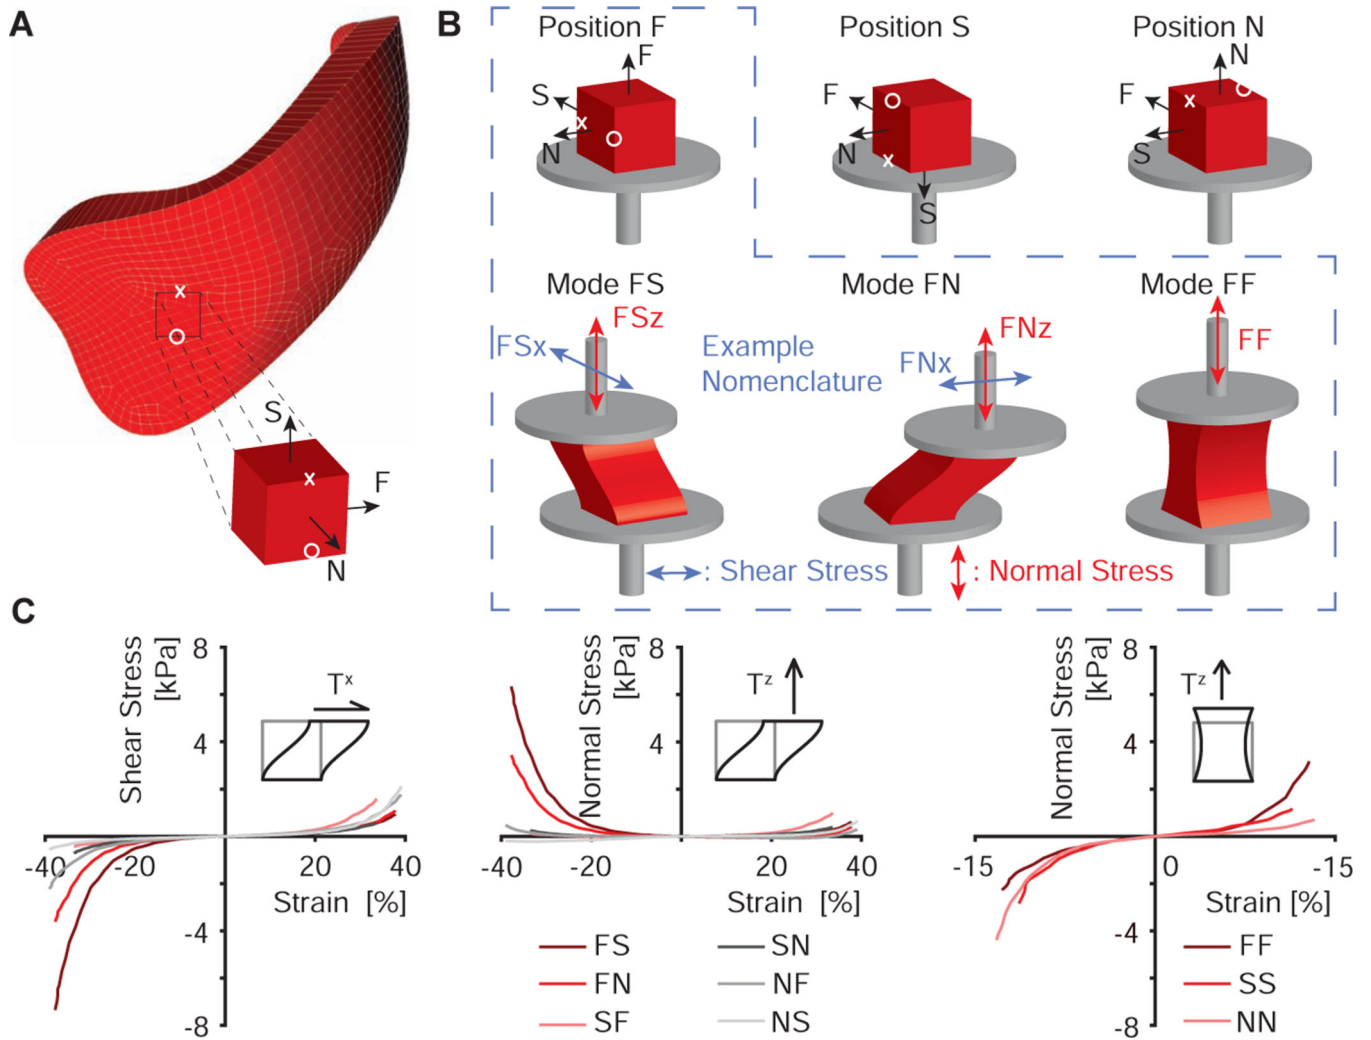 A
B
Position F
Position S
Position N
F
S
N
F
N
S
N
F
S
S
F
N
Mode FS
Mode FN
Mode FF
FSz
FSx
Example
Nomenclature
FNz
FNx
FF
: Shear Stress
: Normal Stress
C
Shear Stress
[kPa]
8
4
-4
-8
-40
-20
20
40
Strain [%]
Tx
Normal Stress
[kPa]
8
4
-40
-20
20
40
Strain [%]
Tz
FS
FN
SF
SN
NF
NS
Normal Stress
[kPa]
8
4
-4
-8
-15
0
-15
Strain [%]
Tz
FF
SS
NN